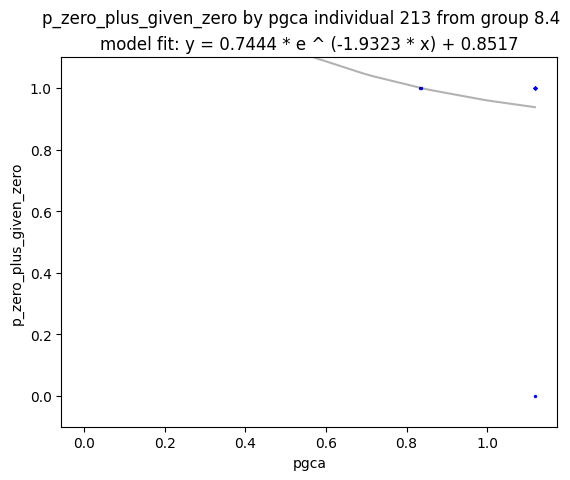 p_zero_plus_given_zero by pgca individual 213 from group 8.4
model fit: y = 0.7444 * e ^ (-1.9323 * x) + 0.8517
p_zero_plus_given_zero
1.0
0.8
0.6
0.4
0.2
0.0
0.0 0.2 0.4 0.6 0.8 1.0
pgca